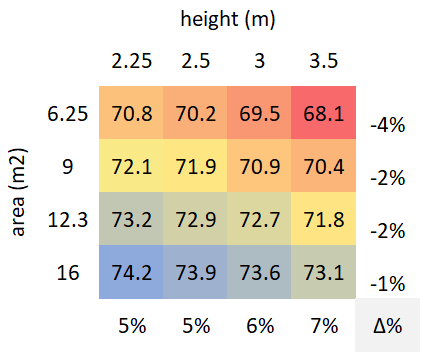 height (m)
2.25 2.5 3 3.5
area (m2)
6.25 70.8 70.2 69.5 68.1 -4%
9 72.1 71.9 70.9 70.4 -2%
12.3 73.2 72.9 72.7 71.8 -2%
16 74.2 73.9 73.6 73.1 -1%
5% 5% 6% 7% Δ%